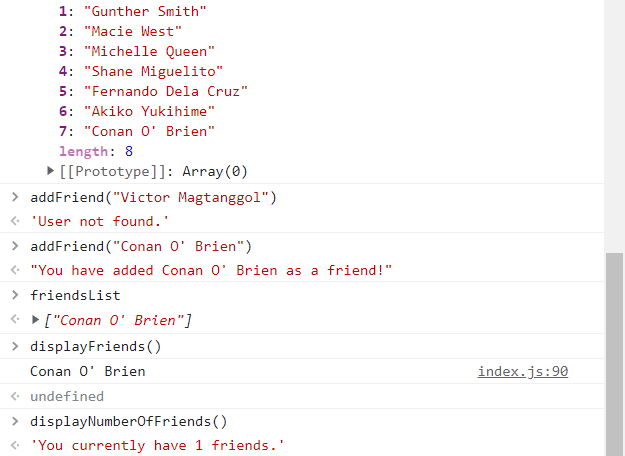 1: "Gunther Smith"
2: "Macie West"
3: "Michelle Queen"
4: "Shane Miguelito"
5: "Fernando Dela Cruz"
6: "Akiko Yukihime"
7: "Conan O' Brien"
length: 8
[[Prototype]]: Array(0)
addFriend("Victor Magtanggol")
'User not found.'
addFriend("Conan O' Brien")
"You have added Conan O' Brien as a friend!"
friendsList
["Conan O' Brien"]
displayFriends()
Conan O' Brien index.js:90
undefined
displayNumberOfFriends()
'You currently have 1 friends.'